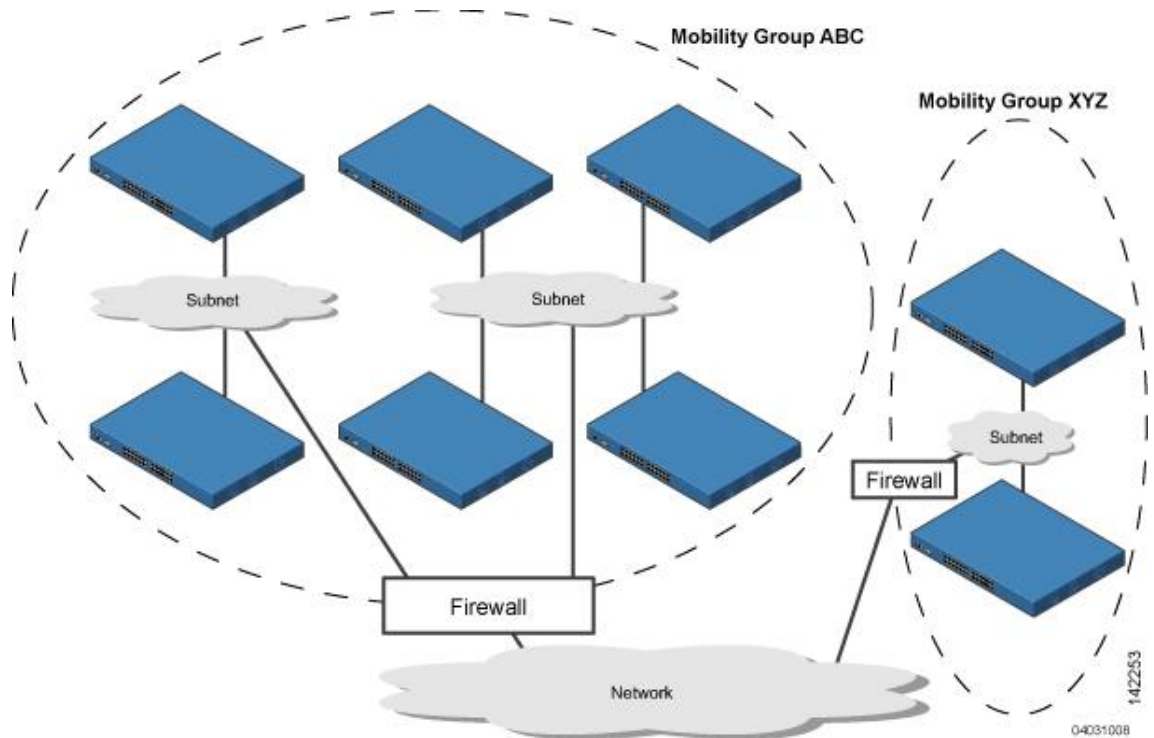 Mobility Group ABC
Mobility Group XYZ
Subnet
Subnet
Subnet
Firewall
Firewall
Network
142253
04031008